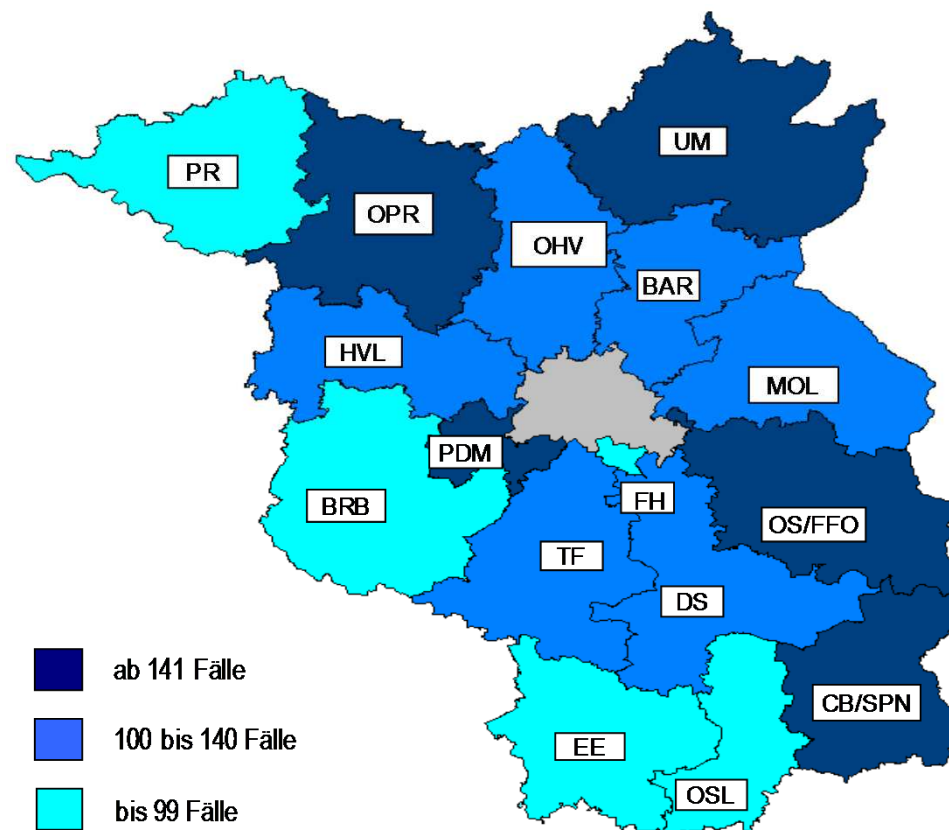 UM
PR
OPR
OHV
BAR
HVL
MOL
PDM
FH
BRB
OS/FFO
TF
DS
ab 141 Fälle
CB/SPN
100 bis 140 Fälle
EE
OSL
bis 99 Fälle